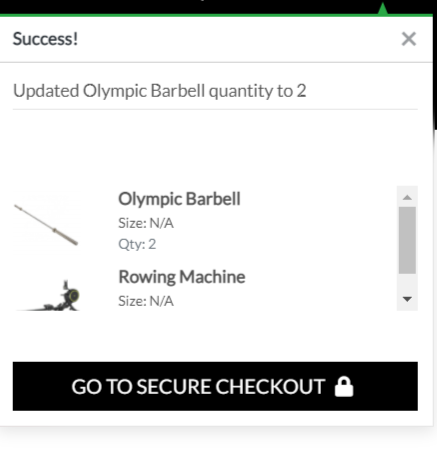 Success!
Updated Olympic Barbell quantity to 2
Olympic Barbell
Size: N/A
Qty: 2
Rowing Machine
Size: N/A
GO TO SECURE CHECKOUT